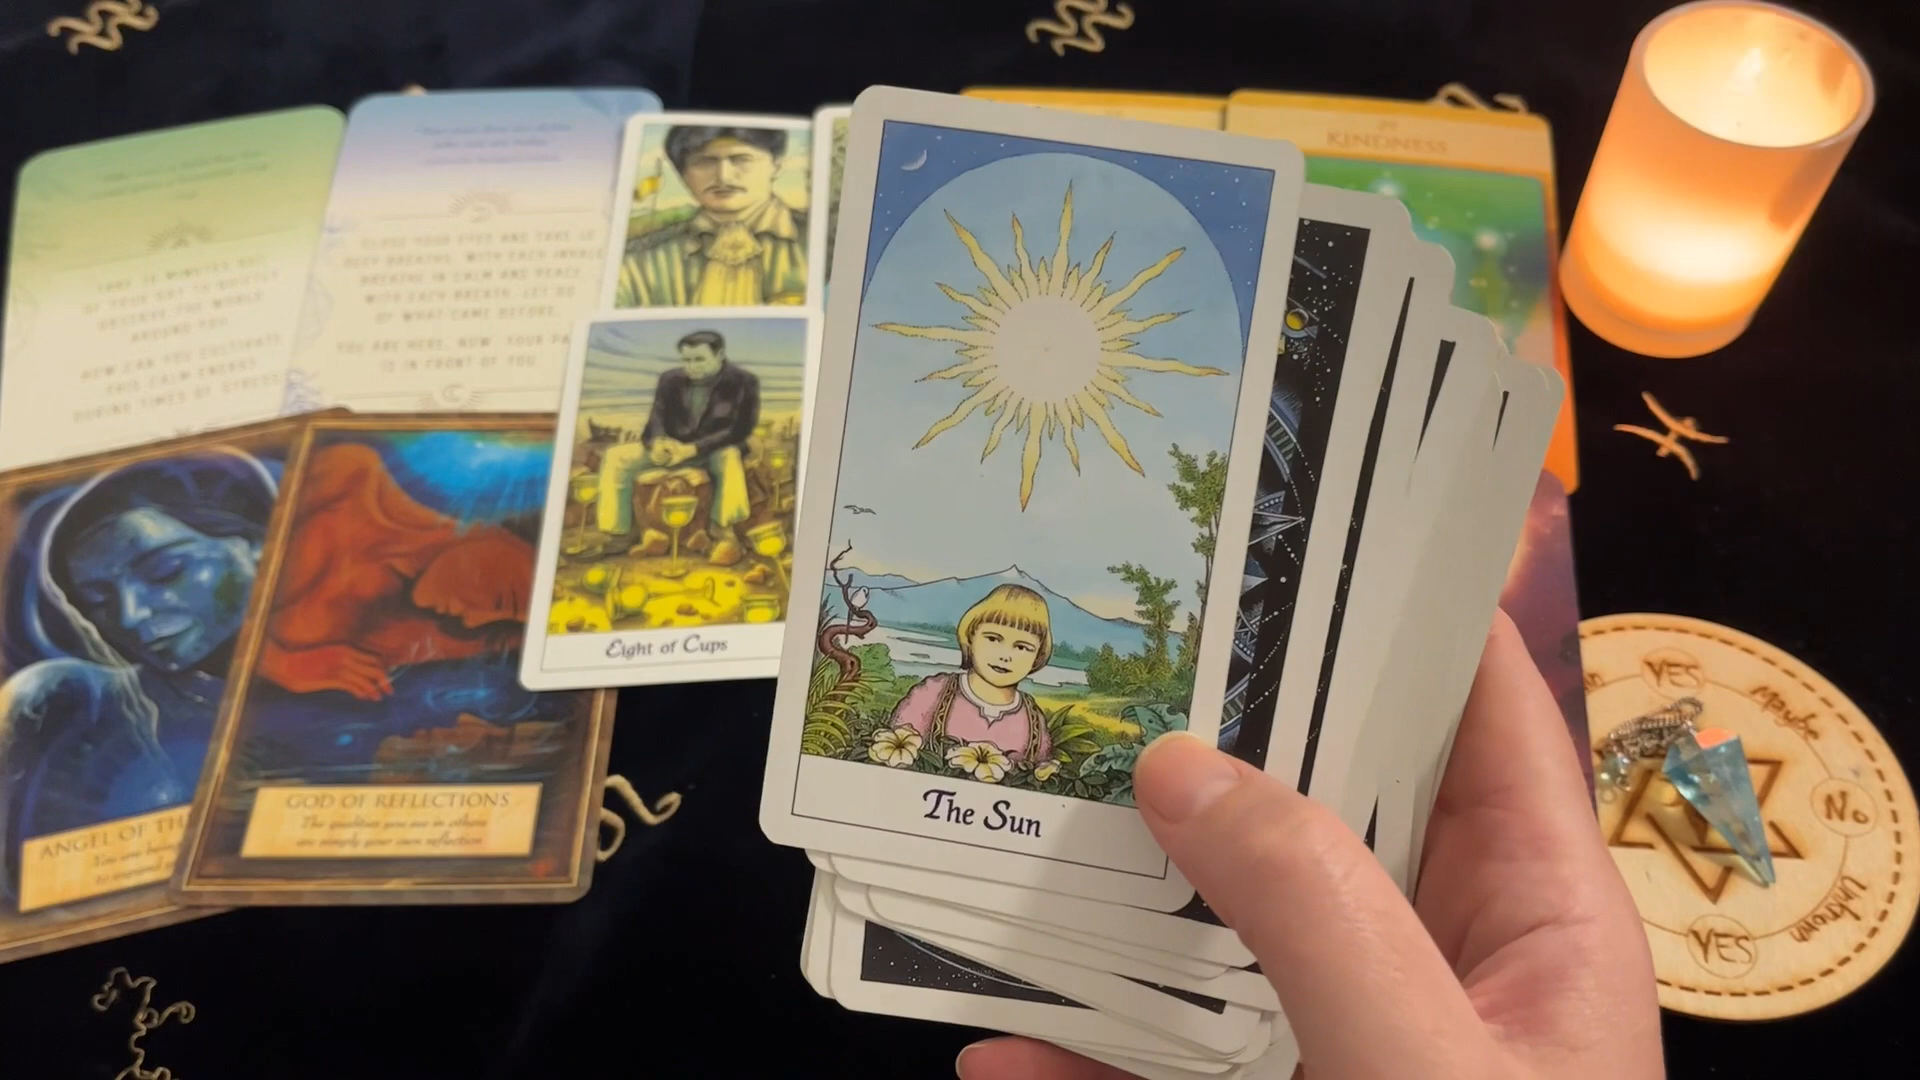 KINDNESS
TAKE 10 MINUTES OUT
OF YOUR DAY TO QUIETLY
OBSERVE THE WORLD
AROUND YOU
HOW CAN YOU CULTIVATE
THIS CALM ENERGY
DURING TIMES OF STRESS
CLOSE YOUR EYES AND TAKE 10
DEEP BREATHS. WITH EACH INHALE
BREATHE IN CALM AND PEACE
WITH EACH BREATH, LET GO
OF WHAT CAME BEFORE.
YOU ARE HERE, NOW. YOUR PA
IS IN FRONT OF YOU
Eight of Cups
The Sun
ANGEL OF TH
You are being
GOD OF REFLECTIONS
The qualities you see in others
are simply your own reflection
YES
Maybe
No
Unknown
YES